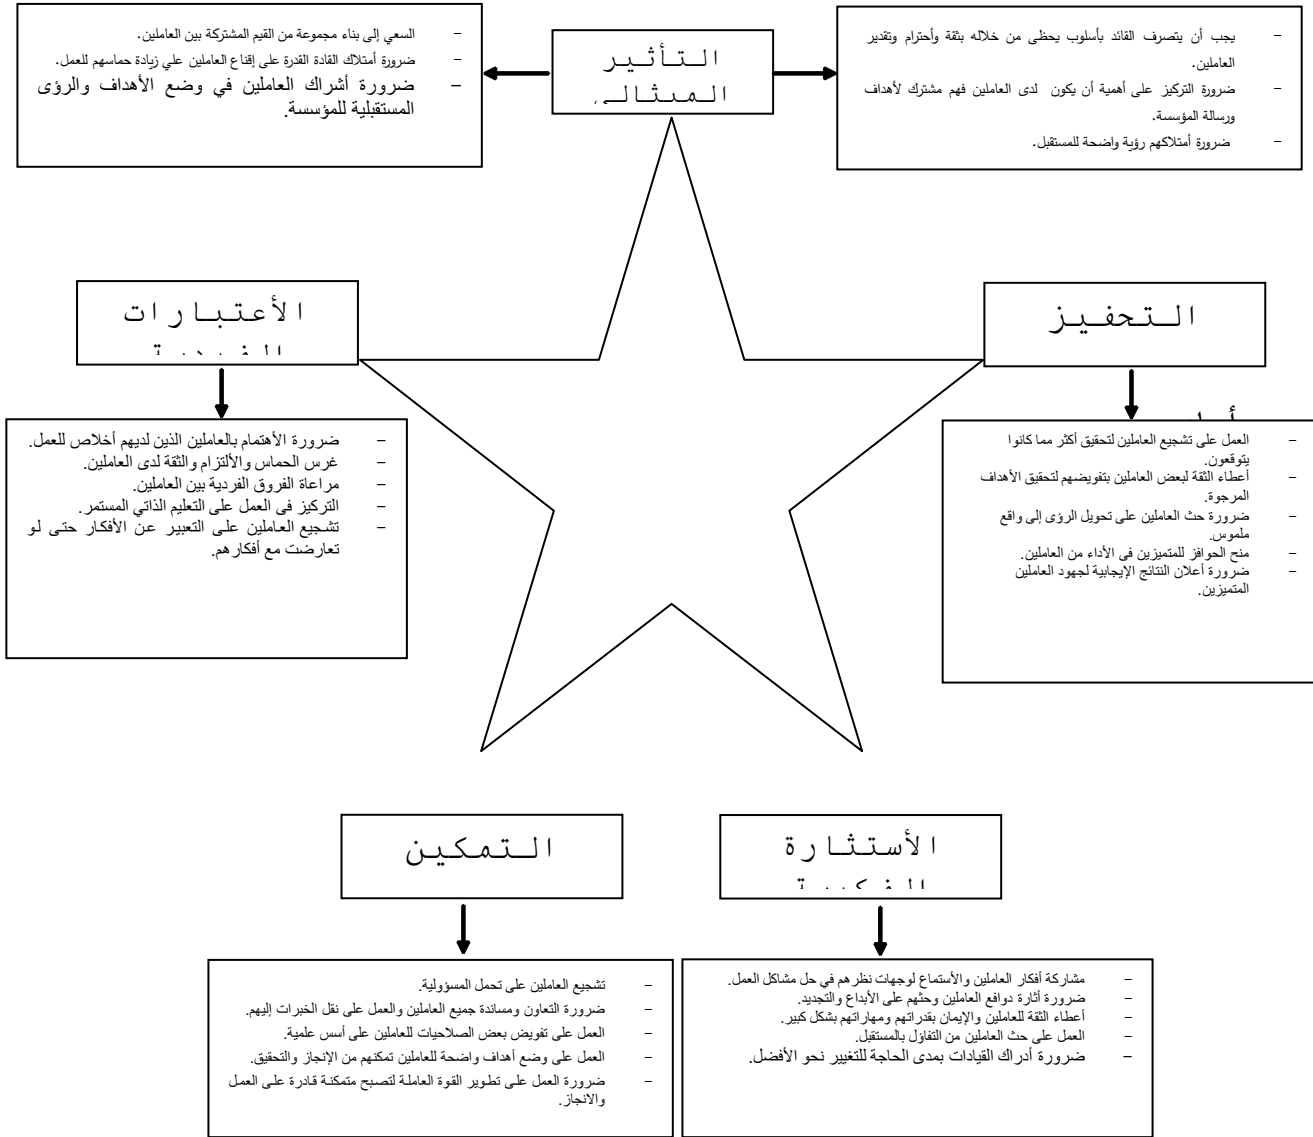 التأثير
المثالي
- يجب أن يتصرف القائد بأسلوب يحظى من خلاله بثقة وأحترام وتقدير
العاملين.
- ضرورة التركيز على أهمية أن يكون لدى العاملين فهم مشترك لأهداف
ورسالة المؤسسة.
- ضرورة أمتلاكهم رؤية واضحة للمستقبل.
- السعي إلى بناء مجموعة من القيم المشتركة بين العاملين.
- ضرورة أمتلاك القادة القدرة على إقناع العاملين علي زيادة حماسهم للعمل.
- ضرورة أشراك العاملين في وضع الأهداف والرؤى
المستقبلية للمؤسسة.
التحفيز
- العمل على تشجيع العاملين لتحقيق أكثر مما كانوا
يتوقعون.
- أعطاء الثقة لبعض العاملين بتفويضهم لتحقيق الأهداف
المرجوة.
- ضرورة حث العاملين على تحويل الرؤى إلى واقع
ملموس.
- منح الحوافز للمتميزين فى الأداء من العاملين.
- ضرورة أعلان النتائج الإيجابية لجهود العاملين
المتميزين.
الأعتبارات
- ضرورة الأهتمام بالعاملين الذين لديهم أخلاص للعمل.
- غرس الحماس والألتزام والثقة لدى العاملين.
- مراعاة الفروق الفردية بين العاملين.
- التركيز فى العمل على التعليم الذاتي المستمر.
- تشجيع العاملين على التعبير عن الأفكار حتى لو
تعارضت مع أفكارهم.
الأستثارة
- مشاركة أفكار العاملين والأستماع لوجهات نظرهم في حل مشاكل العمل.
- ضرورة أثارة دوافع العاملين وحثهم على الأبداع والتجديد.
- أعطاء الثقة للعاملين والإيمان بقدراتهم ومهاراتهم بشكل كبير.
- العمل على حث العاملين من التفاؤل بالمستقبل.
- ضرورة أدراك القيادات بمدى الحاجة للتغيير نحو الأفضل.
التمكين
- تشجيع العاملين على تحمل المسؤولية.
- ضرورة التعاون ومساندة جميع العاملين والعمل على نقل الخبرات إليهم.
- العمل على تفويض بعض الصلاحيات للعاملين على أسس علمية.
- العمل على وضع أهداف واضحة للعاملين تمكنهم من الإنجاز والتحقيق.
- ضرورة العمل على تطوير القوة العاملة لتصبح متمكنة قادرة على العمل
والانجاز.